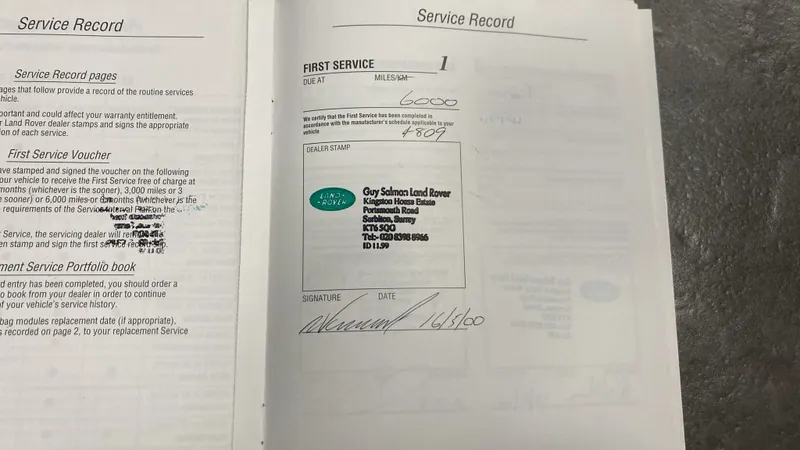 Service Record
Service Record pages
ages that follow provide a record of the routine services
hicle.
portant and could affect your warranty entitlement.
r Land Rover dealer stamps and signs the appropriate
on of each service.
First Service Voucher
ave stamped and signed the voucher on the following
our vehicle to receive the First Service free of charge at
months (whichever is the sooner), 3,000 miles or 3
e sooner) or 6,000 miles or 6 months (whichever is the
requirements of the Service Interval Plan on the
Service, the servicing dealer will
en stamp and sign the first service record slip.
ment Service Portfolio book
d entry has been completed, you should order a
o book from your dealer in order to continue
of your vehicle's service history.
bag modules replacement date (if appropriate).
s recorded on page 2, to your replacement Service
Service Record
FIRST SERVICE 1
DUE AT MILES/KM
6000
We certify that the First Service has been completed in
accordance with the manufacturer's schedule applicable to your
vehicle 4809
DEALER STAMP
LAND-
-ROVER
Guy Salmon Land Rover
Kingston House Estate
Portsmouth Road
Surbiton, Surrey
KT6 5QG
Tel:- 020 8398 8966
ID 11.99
SIGNATURE DATE
16/5/00